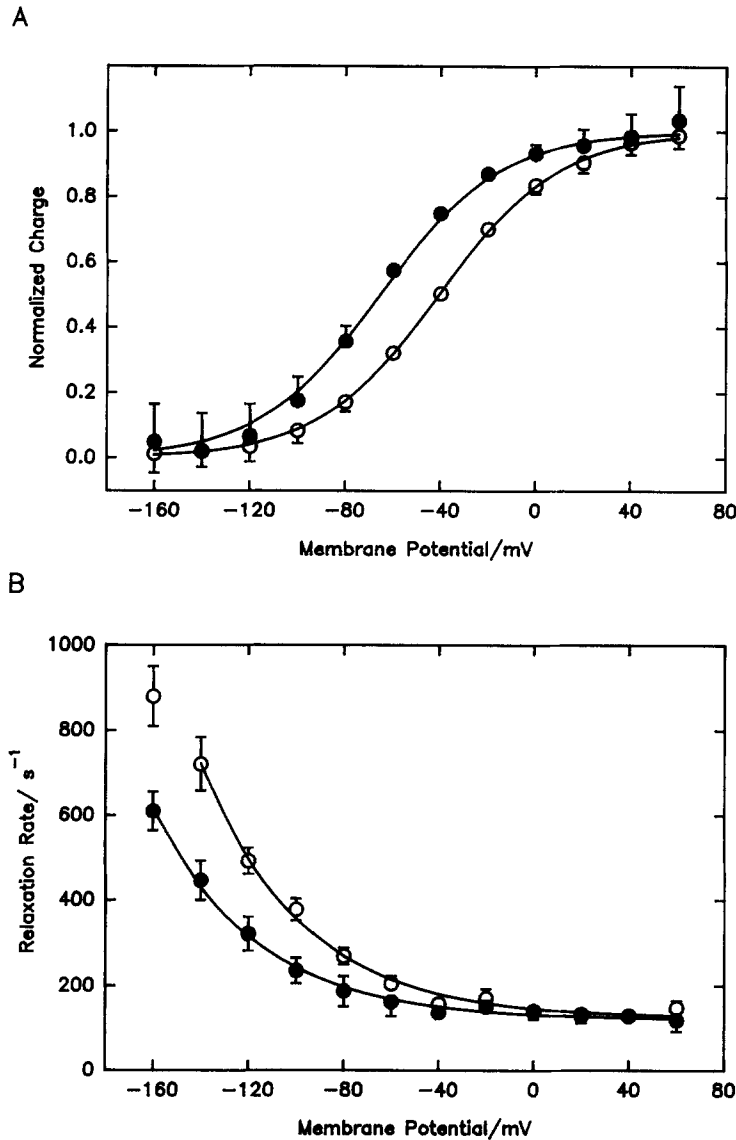 A
1.0
0.8
0.6
0.4
0.2
0.0
Normalized Charge
−160 −120 −80 −40 0 40 80
Membrane Potential/mV
B
1000
800
600
400
200
0
Relaxation Rate/ s⁻¹
−160 −120 −80 −40 0 40 80
Membrane Potential/mV